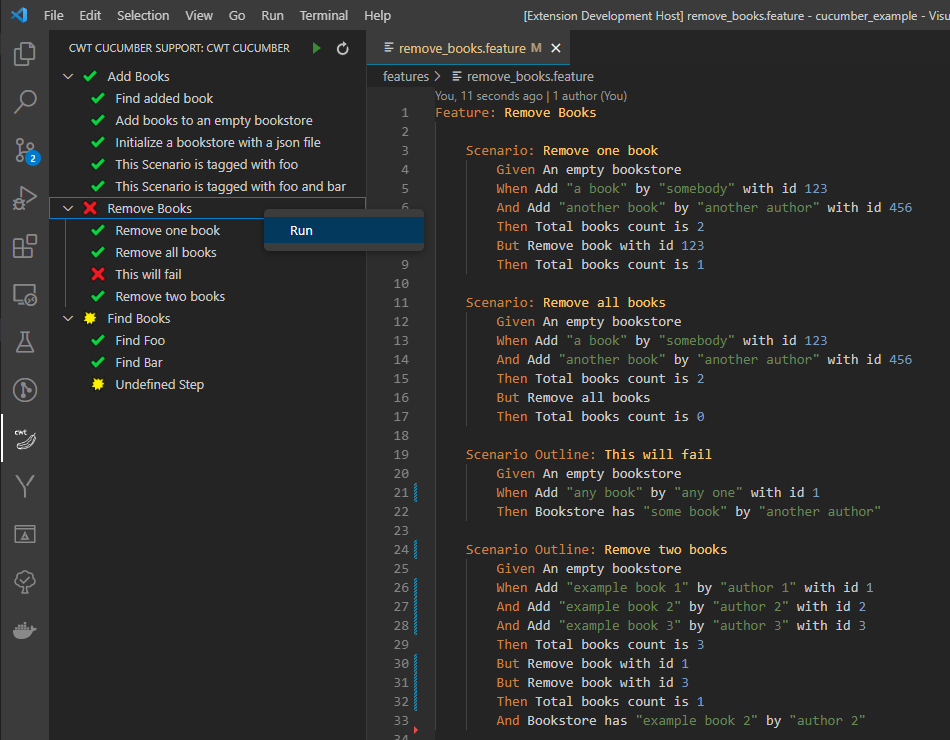 File Edit Selection View Go Run Terminal Help [Extension Development Host] remove_books.feature - cucumber_example - Visu
CWT CUCUMBER SUPPORT: CWT CUCUMBER
remove_books.feature M
features > remove_books.feature
You, 11 seconds ago | 1 author (You)
Add Books
Find added book
Add books to an empty bookstore
Initialize a bookstore with a json file
This Scenario is tagged with foo
This Scenario is tagged with foo and bar
Remove Books
Remove one book
Remove all books
This will fail
Remove two books
Find Books
Find Foo
Find Bar
Undefined Step
Run
2
cwt
1 Feature: Remove Books
2
3 Scenario: Remove one book
4 Given An empty bookstore
5 When Add "a book" by "somebody" with id 123
6 And Add "another book" by "another author" with id 456
Then Total books count is 2
But Remove book with id 123
9 Then Total books count is 1
10
11 Scenario: Remove all books
12 Given An empty bookstore
13 When Add "a book" by "somebody" with id 123
14 And Add "another book" by "another author" with id 456
15 Then Total books count is 2
16 But Remove all books
17 Then Total books count is 0
18
19 Scenario Outline: This will fail
20 Given An empty bookstore
21 When Add "any book" by "any one" with id 1
22 Then Bookstore has "some book" by "another author"
23
24 Scenario Outline: Remove two books
25 Given An empty bookstore
26 When Add "example book 1" by "author 1" with id 1
27 And Add "example book 2" by "author 2" with id 2
28 And Add "example book 3" by "author 3" with id 3
29 Then Total books count is 3
30 But Remove book with id 1
31 But Remove book with id 3
32 Then Total books count is 1
33 And Bookstore has "example book 2" by "author 2"
34